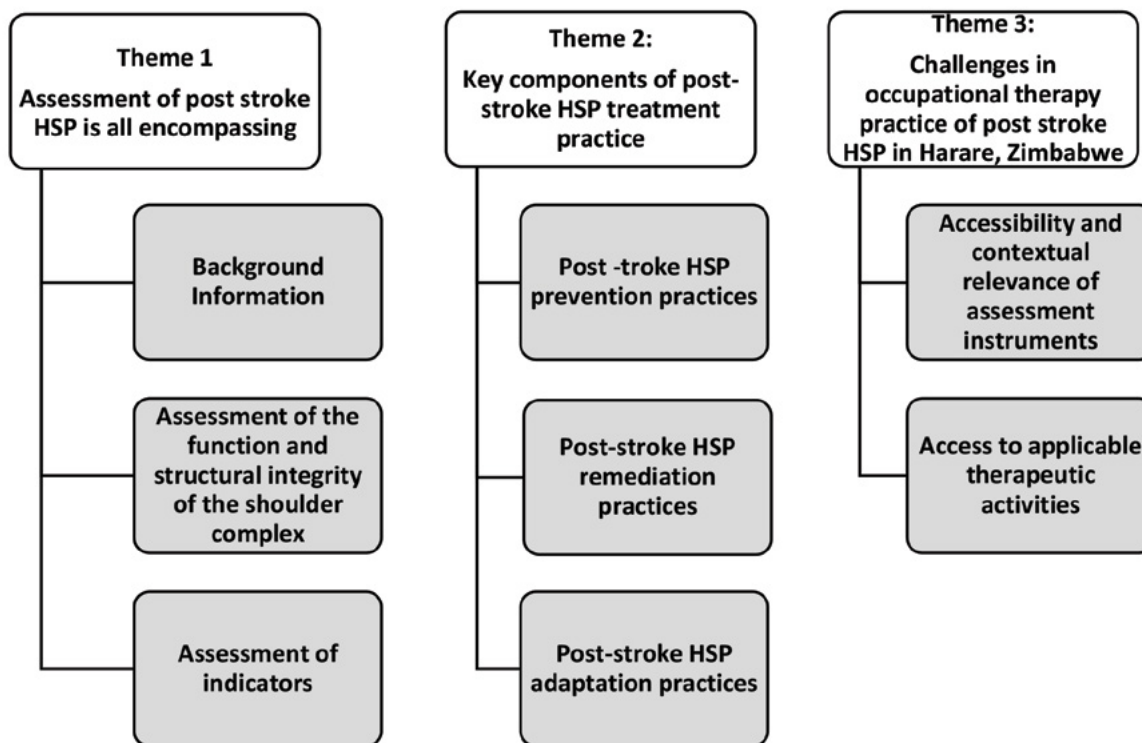 Theme 1
Assessment of post stroke
HSP is all encompassing
Background
Information
Assessment of the
function and
structural integrity
of the shoulder
complex
Assessment of
indicators
Theme 2:
Key components of post-
stroke HSP treatment
practice
Post -troke HSP
prevention practices
Post-stroke HSP
remediation
practices
Post-stroke HSP
adaptation practices
Theme 3:
Challenges in
occupational therapy
practice of post stroke
HSP in Harare, Zimbabwe
Accessibility and
contextual
relevance of
assessment
instruments
Access to applicable
therapeutic
activities